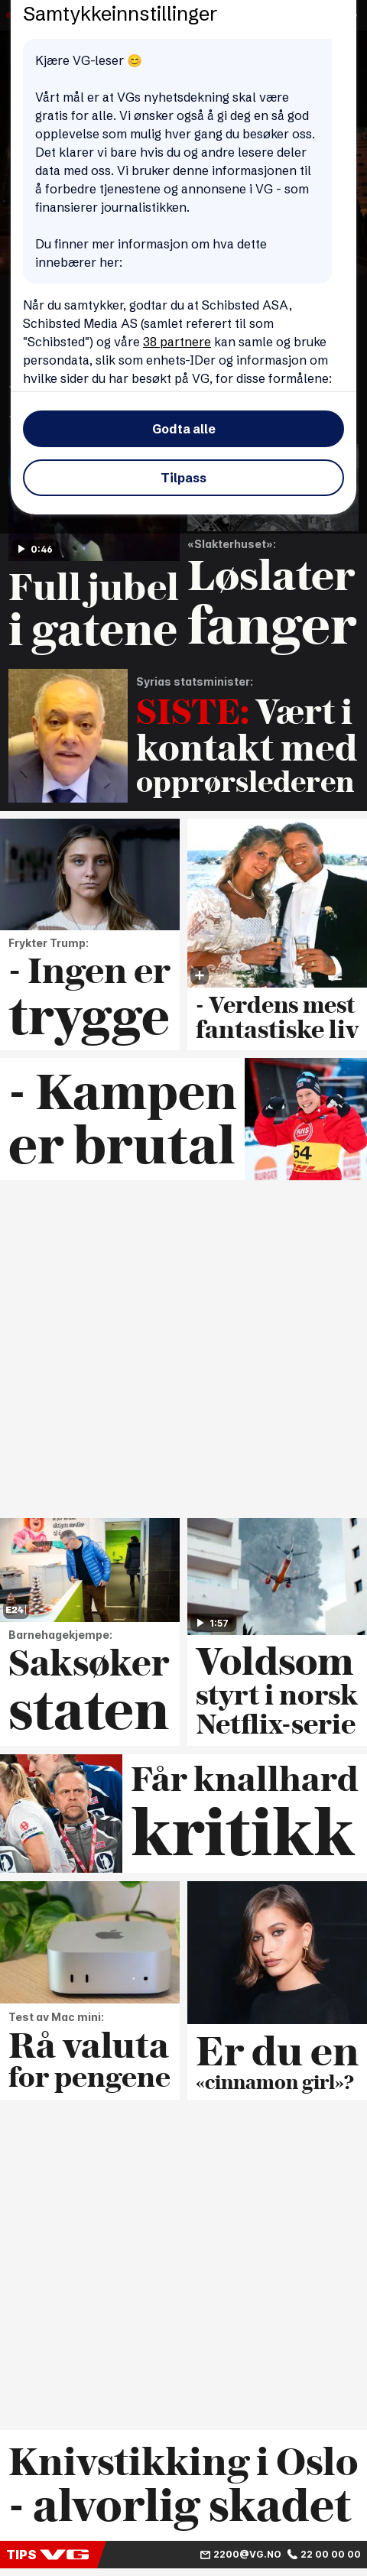 Samtykkeinnstillinger
Kjære VG-leser 😊
Vårt mål er at VGs nyhetsdekning skal være
gratis for alle. Vi ønsker også å gi deg en så god
opplevelse som mulig hver gang du besøker oss.
Det klarer vi bare hvis du og andre lesere deler
data med oss. Vi bruker denne informasjonen til
å forbedre tjenestene og annonsene i VG - som
finansierer journalistikken.
Du finner mer informasjon om hva dette
innebærer her:
Når du samtykker, godtar du at Schibsted ASA,
Schibsted Media AS (samlet referert til som
"Schibsted") og våre 38 partnere kan samle og bruke
persondata, slik som enhets-IDer og informasjon om
hvilke sider du har besøkt på VG, for disse formålene:
Godta alle
Tilpass
0:46
Full jubel
i gatene
«Slakterhuset»:
Løslater
fanger
Syrias statsminister:
SISTE: Vært i
kontakt med
opprørslederen
Frykter Trump:
- Ingen er
trygge
- Verdens mest
fantastiske liv
- Kampen
er brutal
54
E24
Barnehagekjempe:
Saksøker
staten
1:57
Voldsom
styrt i norsk
Netflix-serie
Får knallhard
kritikk
Test av Mac mini:
Rå valuta
for pengene
Er du en
«cinnamon girl»?
Knivstikking i Oslo
- alvorlig skadet
TIPS VG 2200@VG.NO 22 00 00 00